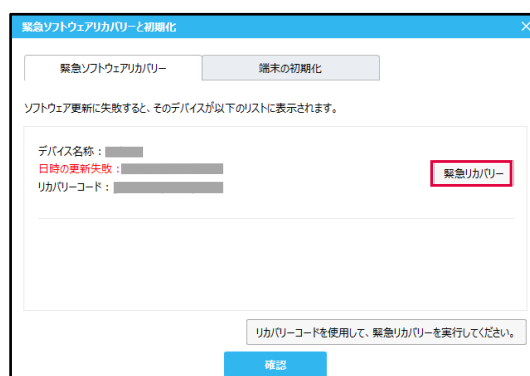 緊急ソフトウェアリカバリーと初期化
緊急ソフトウェアリカバリー
端末の初期化
ソフトウェア更新に失敗すると、そのデバイスが以下のリストに表示されます。
デバイス名称：
日時の更新失敗：
緊急リカバリー
リカバリーコード：
リカバリーコードを使用して、緊急リカバリーを実行してください。
確認